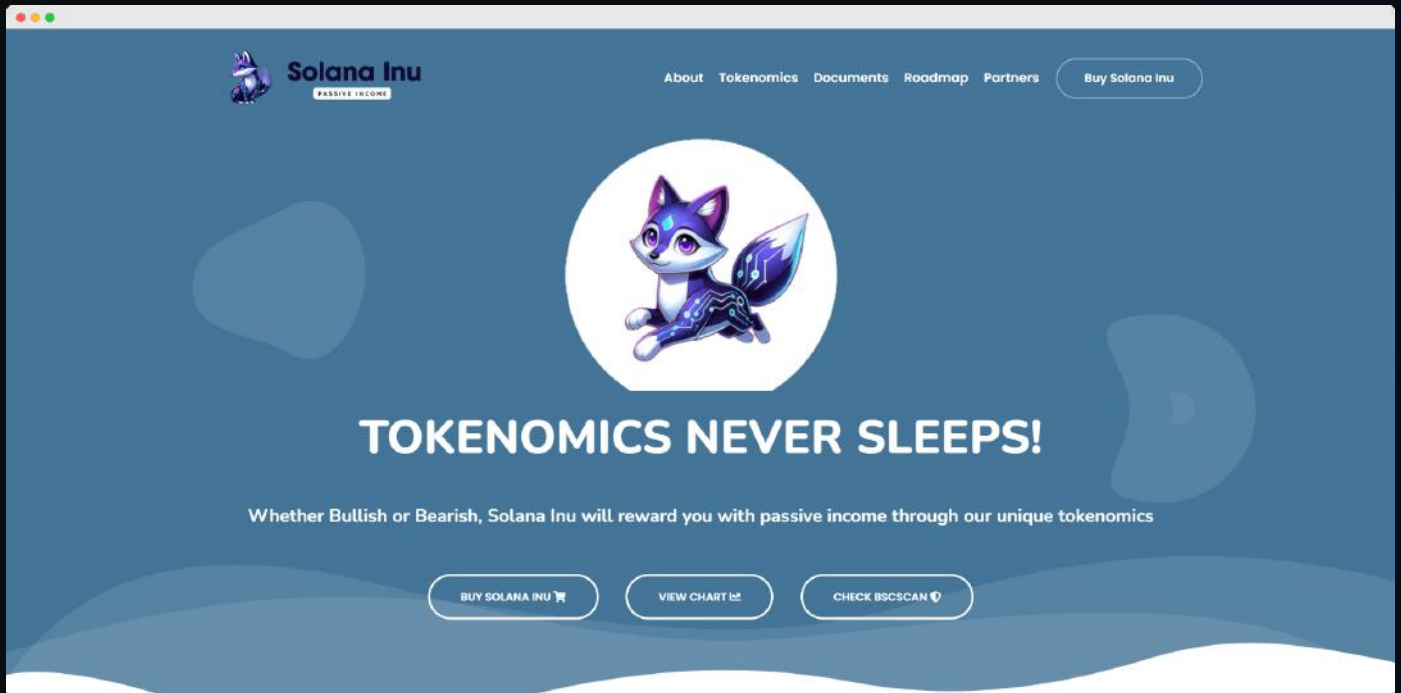 Solana Inu
PASSIVE INCOME
About Tokenomics Documents Roadmap Partners Buy Solana Inu
TOKENOMICS NEVER SLEEPS!
Whether Bullish or Bearish, Solana Inu will reward you with passive income through our unique tokenomics
BUY SOLANA INU VIEW CHART CHECK BSCSCAN